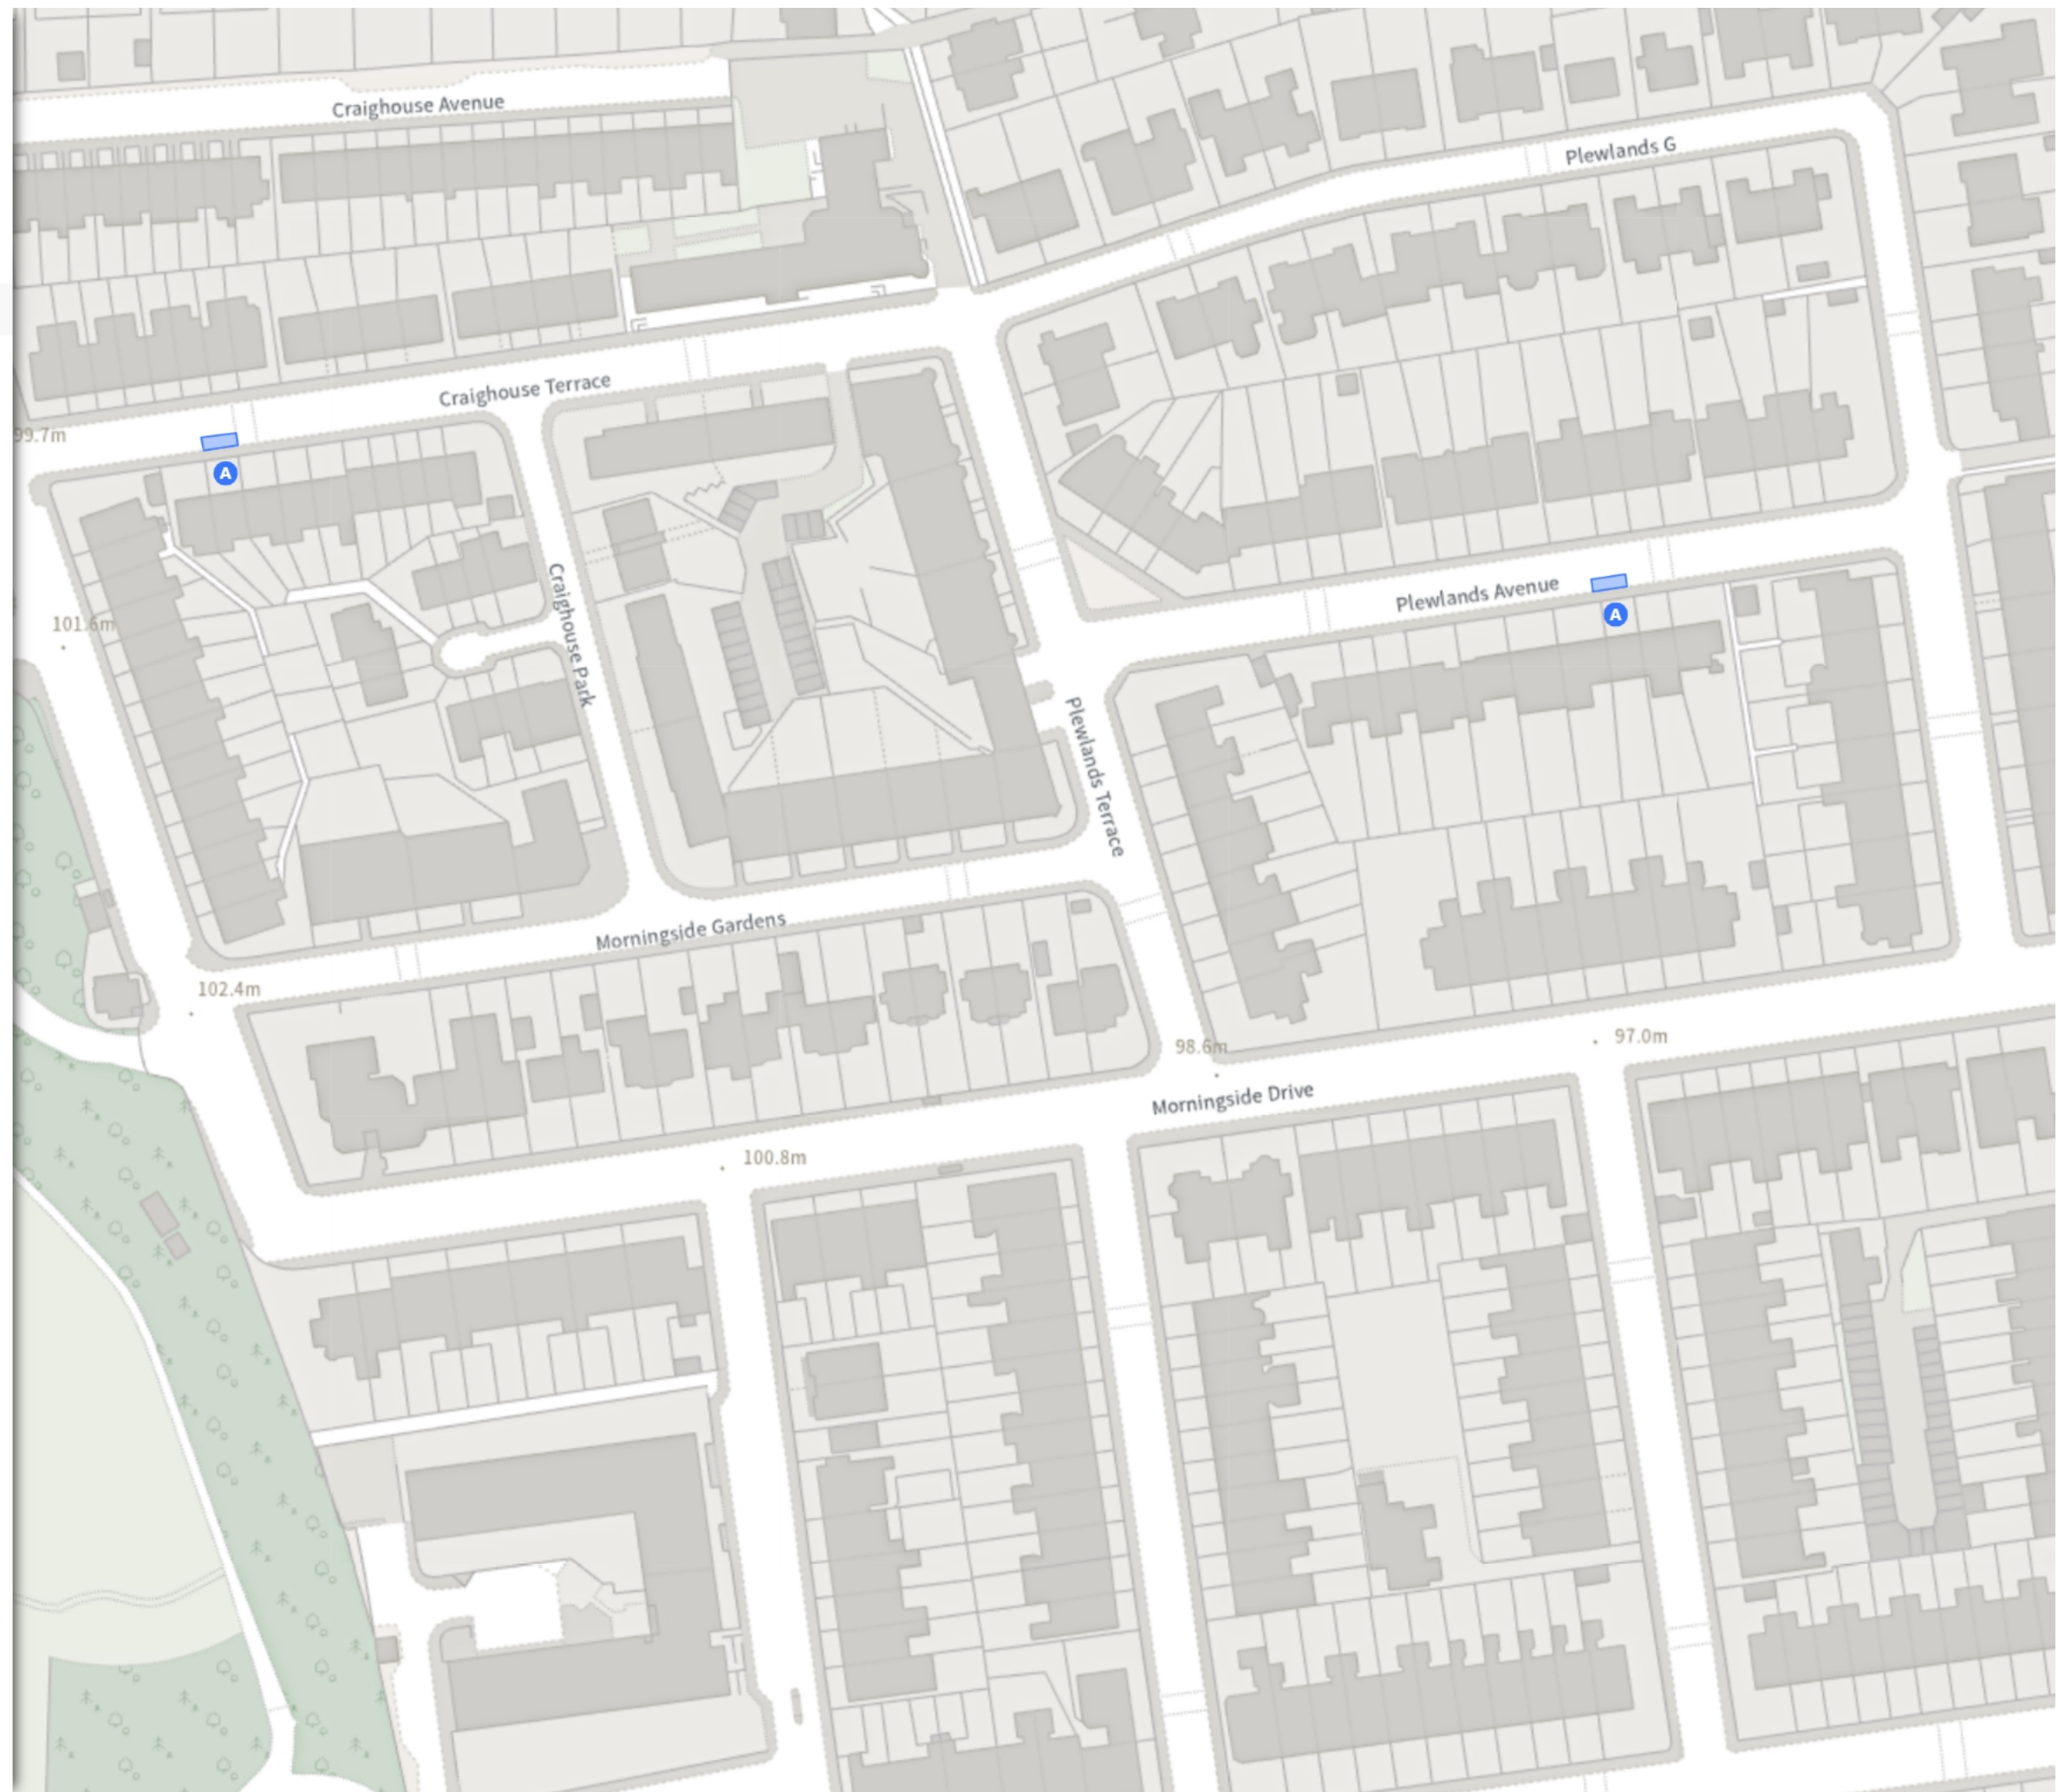 Craighouse Avenue
Plewlands G
Craighouse Terrace
99.7m
A
Craighouse Park
Plewlands Avenue
A
101.6m
Plewlands Terrace
Morningside Gardens
102.4m
98.6m
97.0m
Morningside Drive
100.8m